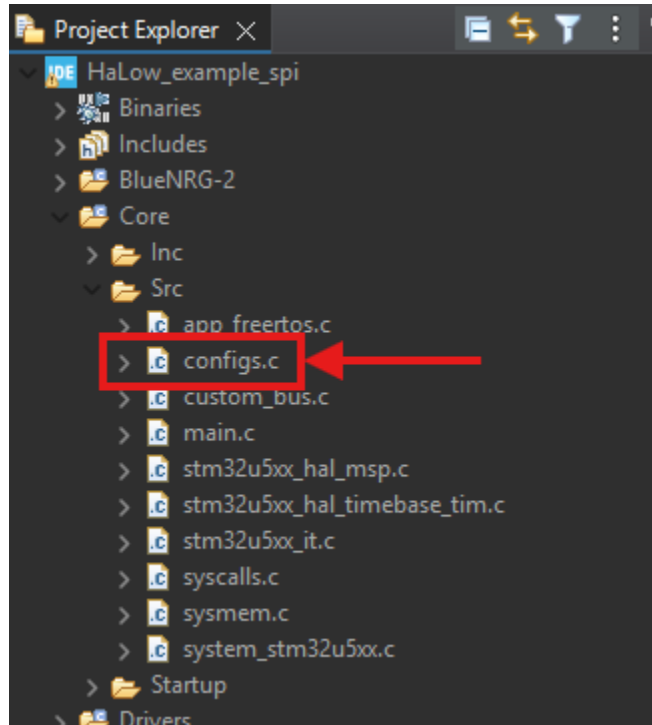 Project Explorer
IDE HaLow_example_spi
Binaries
Includes
BlueNRG-2
Core
Inc
Src
.c app_freertos.c
.c configs.c
.c custom_bus.c
.c main.c
.c stm32u5xx_hal_msp.c
.c stm32u5xx_hal_timebase_tim.c
.c stm32u5xx_it.c
.c syscalls.c
.c sysmem.c
.c system_stm32u5xx.c
Startup
Drivers